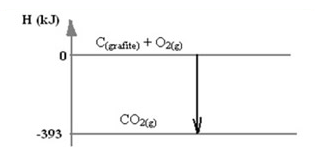 H (kJ)
C(grafite) + O2(g)
0
CO2(g)
-393